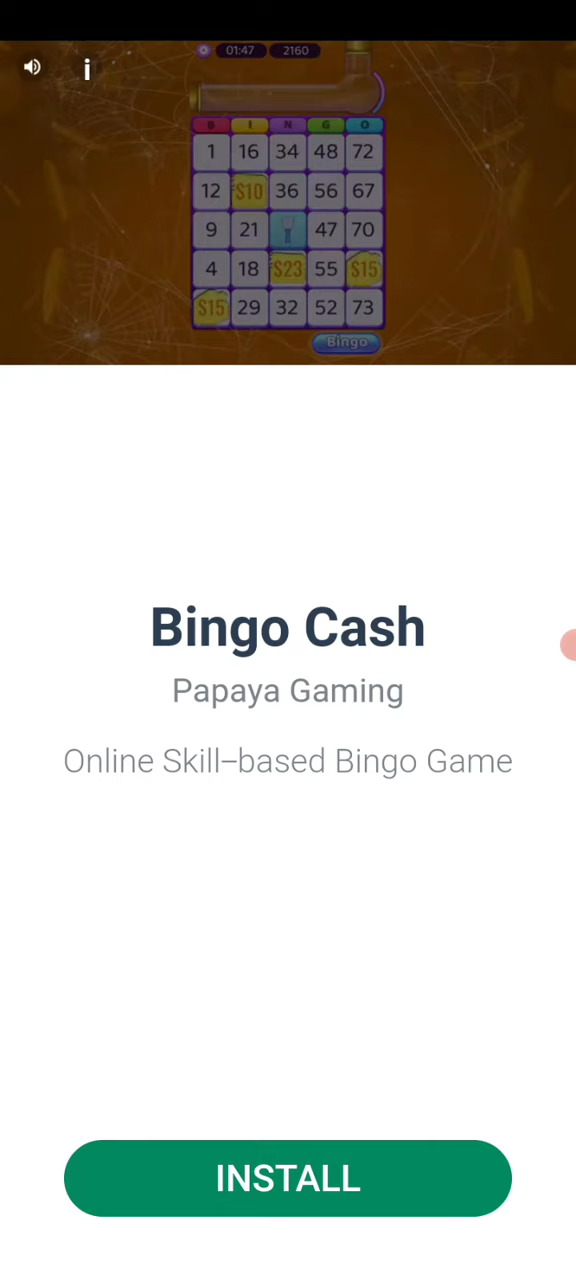 01:47 2160
i
B I N G O
1 16 34 48 72
12 $10 36 56 67
9 21 47 70
4 18 $23 55 $15
$15 29 32 52 73
Bingo
Bingo Cash
Papaya Gaming
Online Skill–based Bingo Game
INSTALL